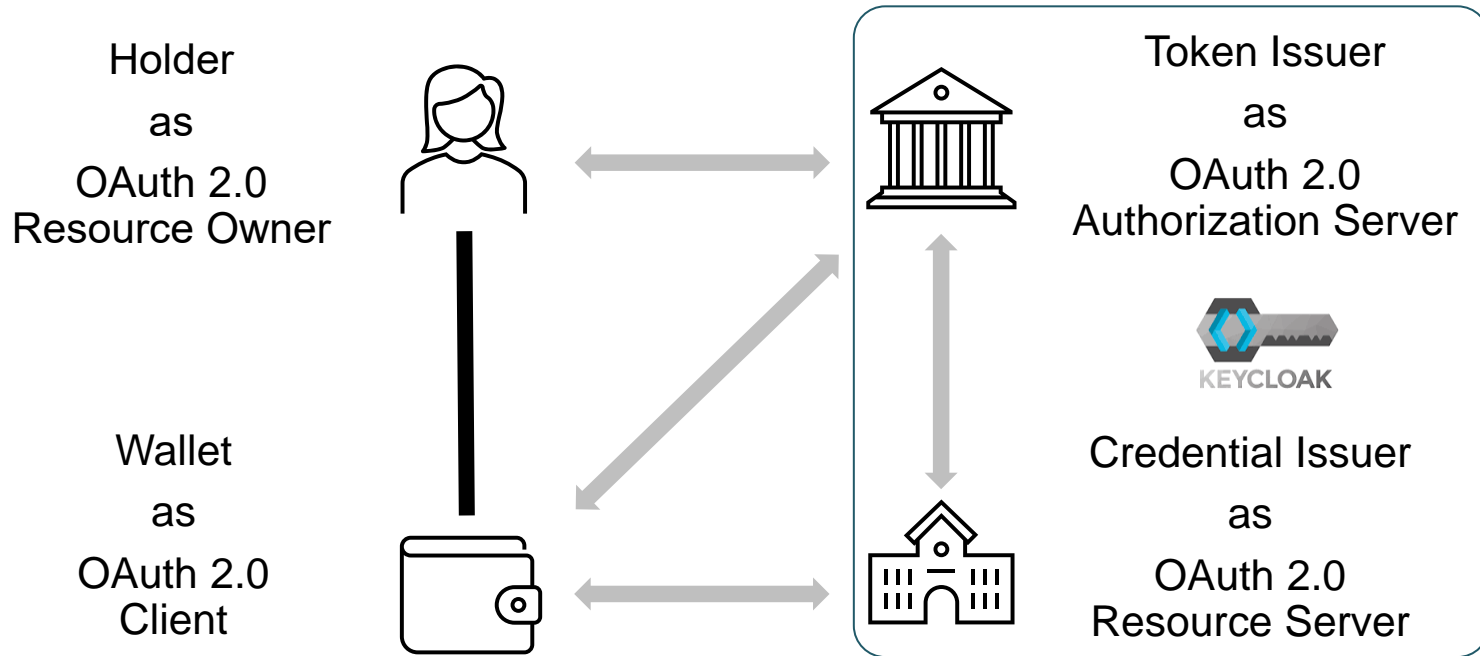 Holder
as
OAuth 2.0
Resource Owner
Token Issuer
as
OAuth 2.0
Authorization Server
KEYCLOAK
Wallet
as
OAuth 2.0
Client
Credential Issuer
as
OAuth 2.0
Resource Server